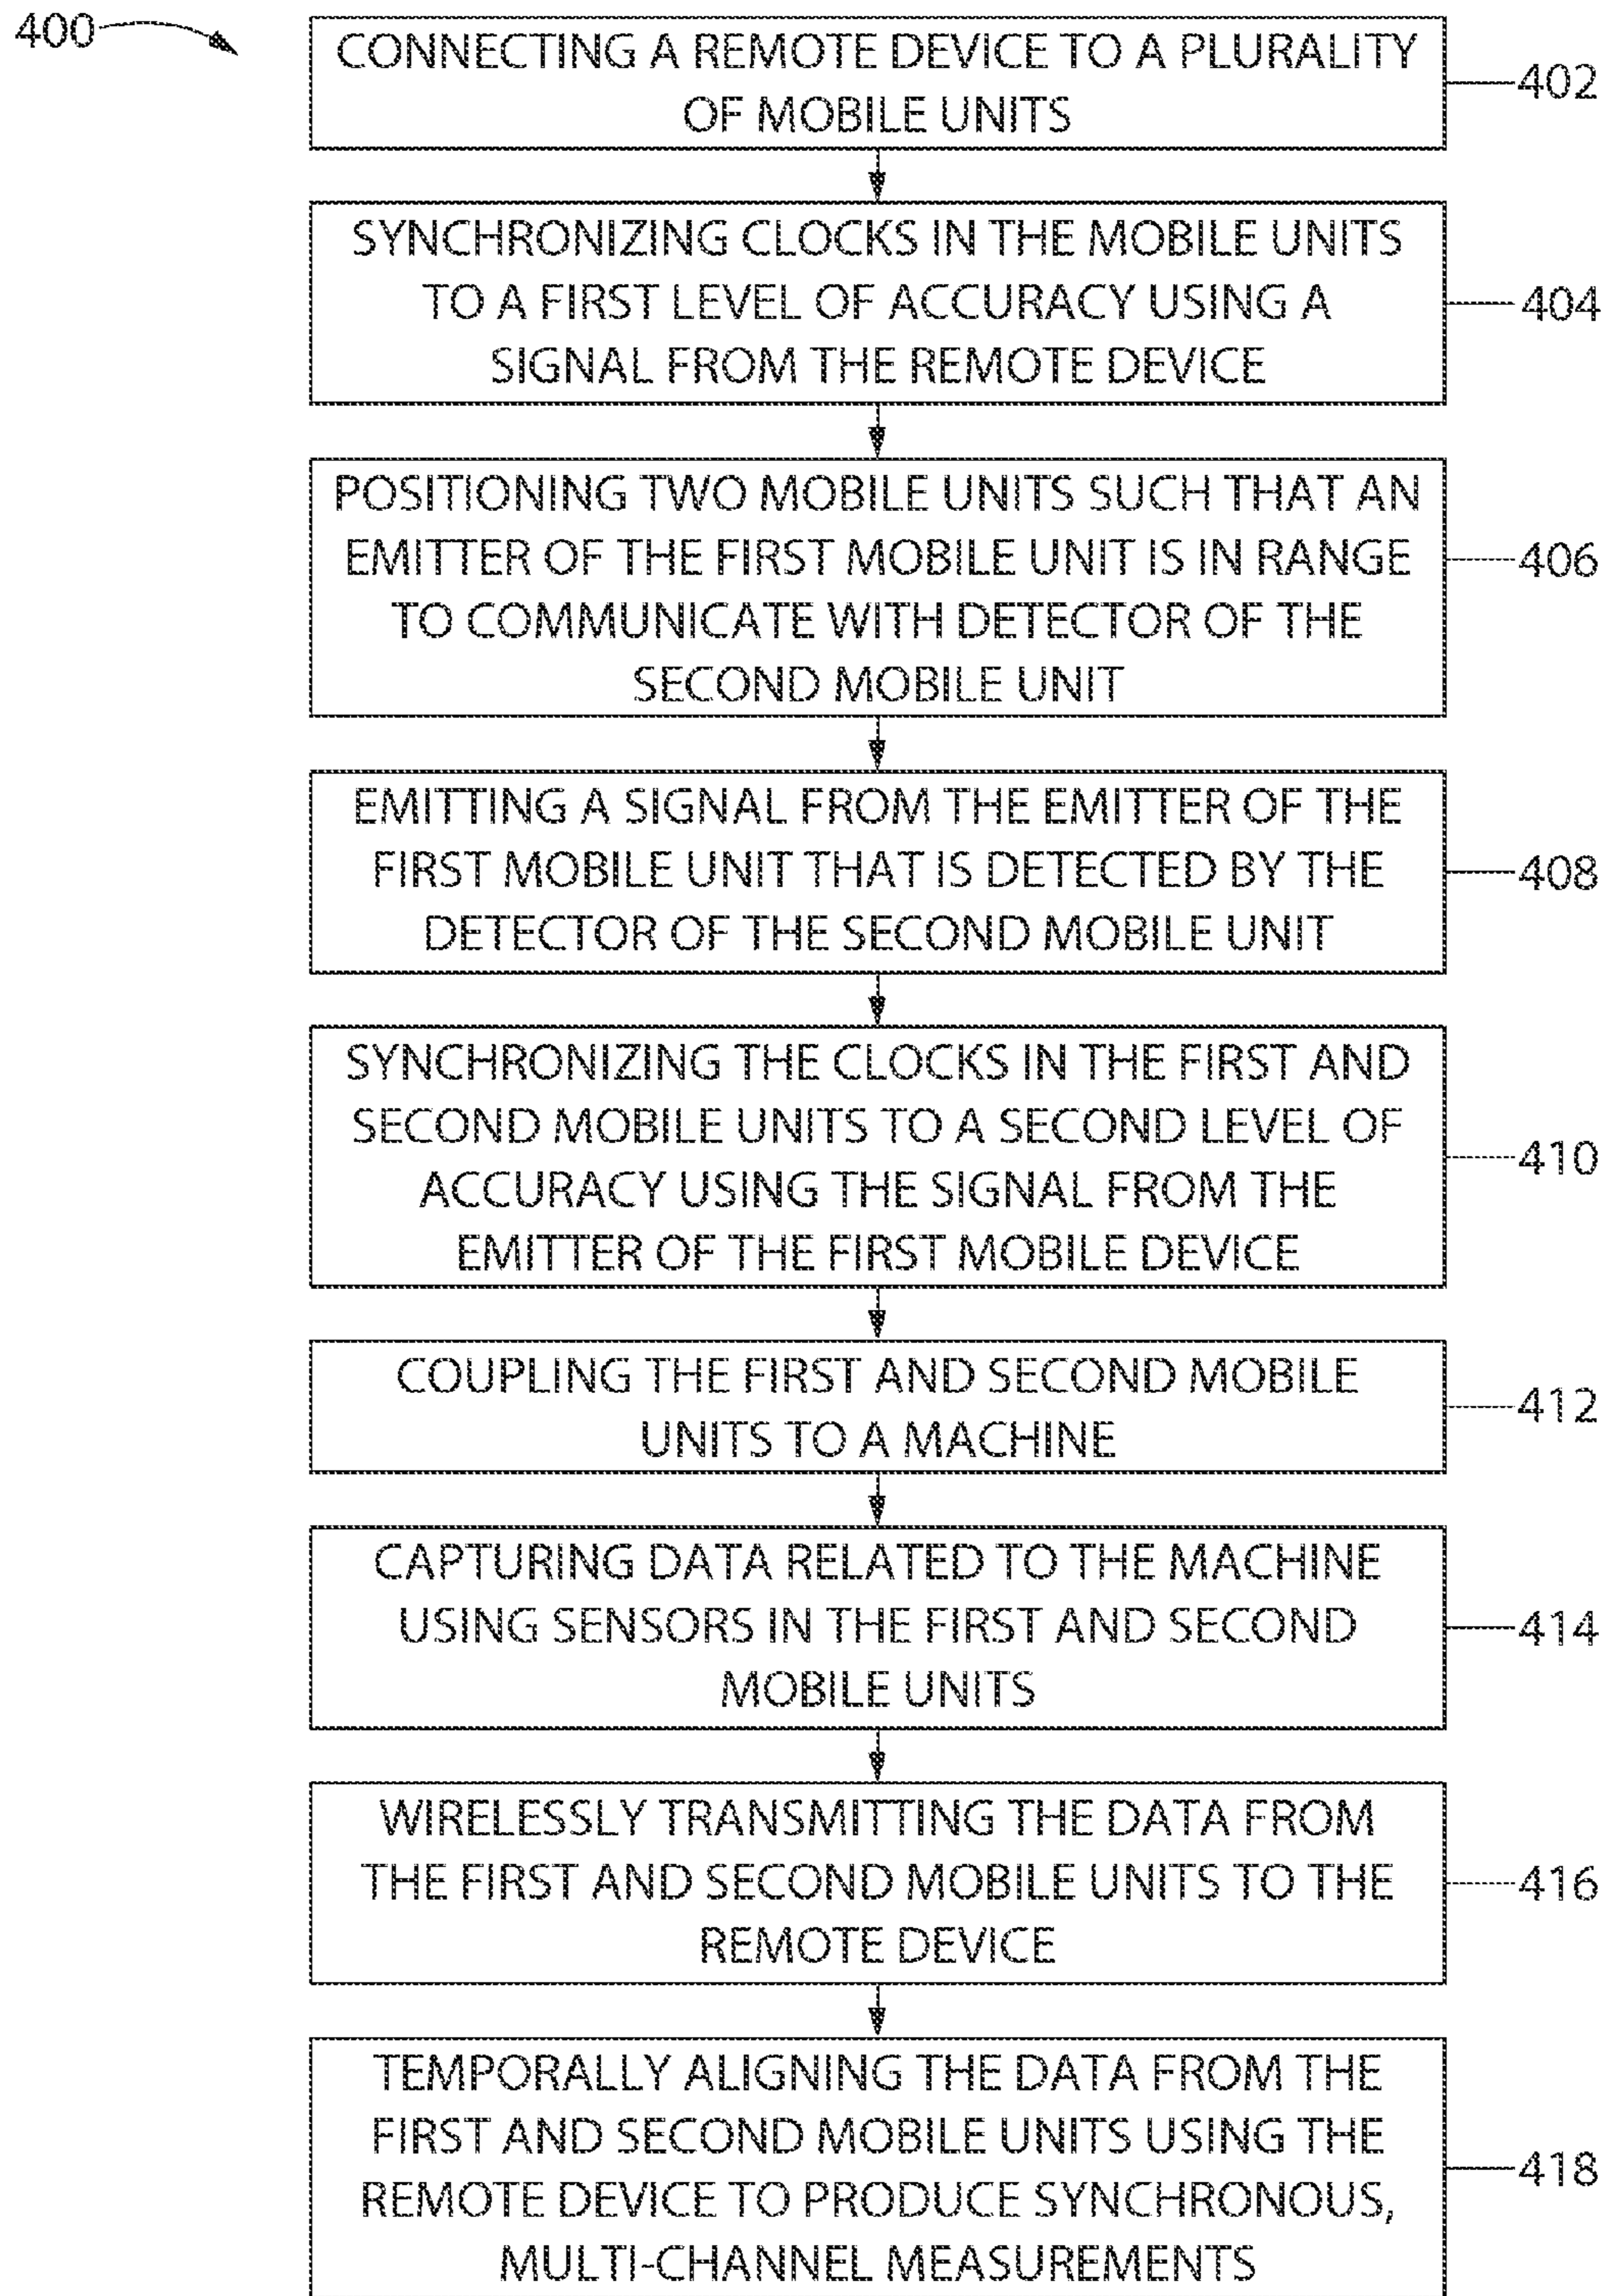 400
CONNECTING A REMOTE DEVICE TO A PLURALITY
OF MOBILE UNITS
402
SYNCHRONIZING CLOCKS IN THE MOBILE UNITS
TO A FIRST LEVEL OF ACCURACY USING A
SIGNAL FROM THE REMOTE DEVICE
404
POSITIONING TWO MOBILE UNITS SUCH THAT AN
EMITTER OF THE FIRST MOBILE UNIT IS IN RANGE
TO COMMUNICATE WITH DETECTOR OF THE
SECOND MOBILE UNIT
406
EMITTING A SIGNAL FROM THE EMITTER OF THE
FIRST MOBILE UNIT THAT IS DETECTED BY THE
DETECTOR OF THE SECOND MOBILE UNIT
408
SYNCHRONIZING THE CLOCKS IN THE FIRST AND
SECOND MOBILE UNITS TO A SECOND LEVEL OF
ACCURACY USING THE SIGNAL FROM THE
EMITTER OF THE FIRST MOBILE DEVICE
410
COUPLING THE FIRST AND SECOND MOBILE
UNITS TO A MACHINE
412
CAPTURING DATA RELATED TO THE MACHINE
USING SENSORS IN THE FIRST AND SECOND
MOBILE UNITS
414
WIRELESSLY TRANSMITTING THE DATA FROM
THE FIRST AND SECOND MOBILE UNITS TO THE
REMOTE DEVICE
416
TEMPORALLY ALIGNING THE DATA FROM THE
FIRST AND SECOND MOBILE UNITS USING THE
REMOTE DEVICE TO PRODUCE SYNCHRONOUS,
MULTI-CHANNEL MEASUREMENTS
418